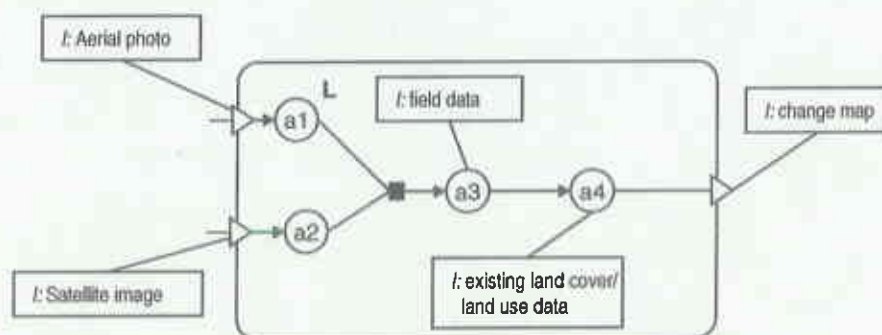 I: Aerial photo
L
a1
I: field data
I: change map
a3
a4
a2
I: Satellite image
I: existing land cover/
land use data